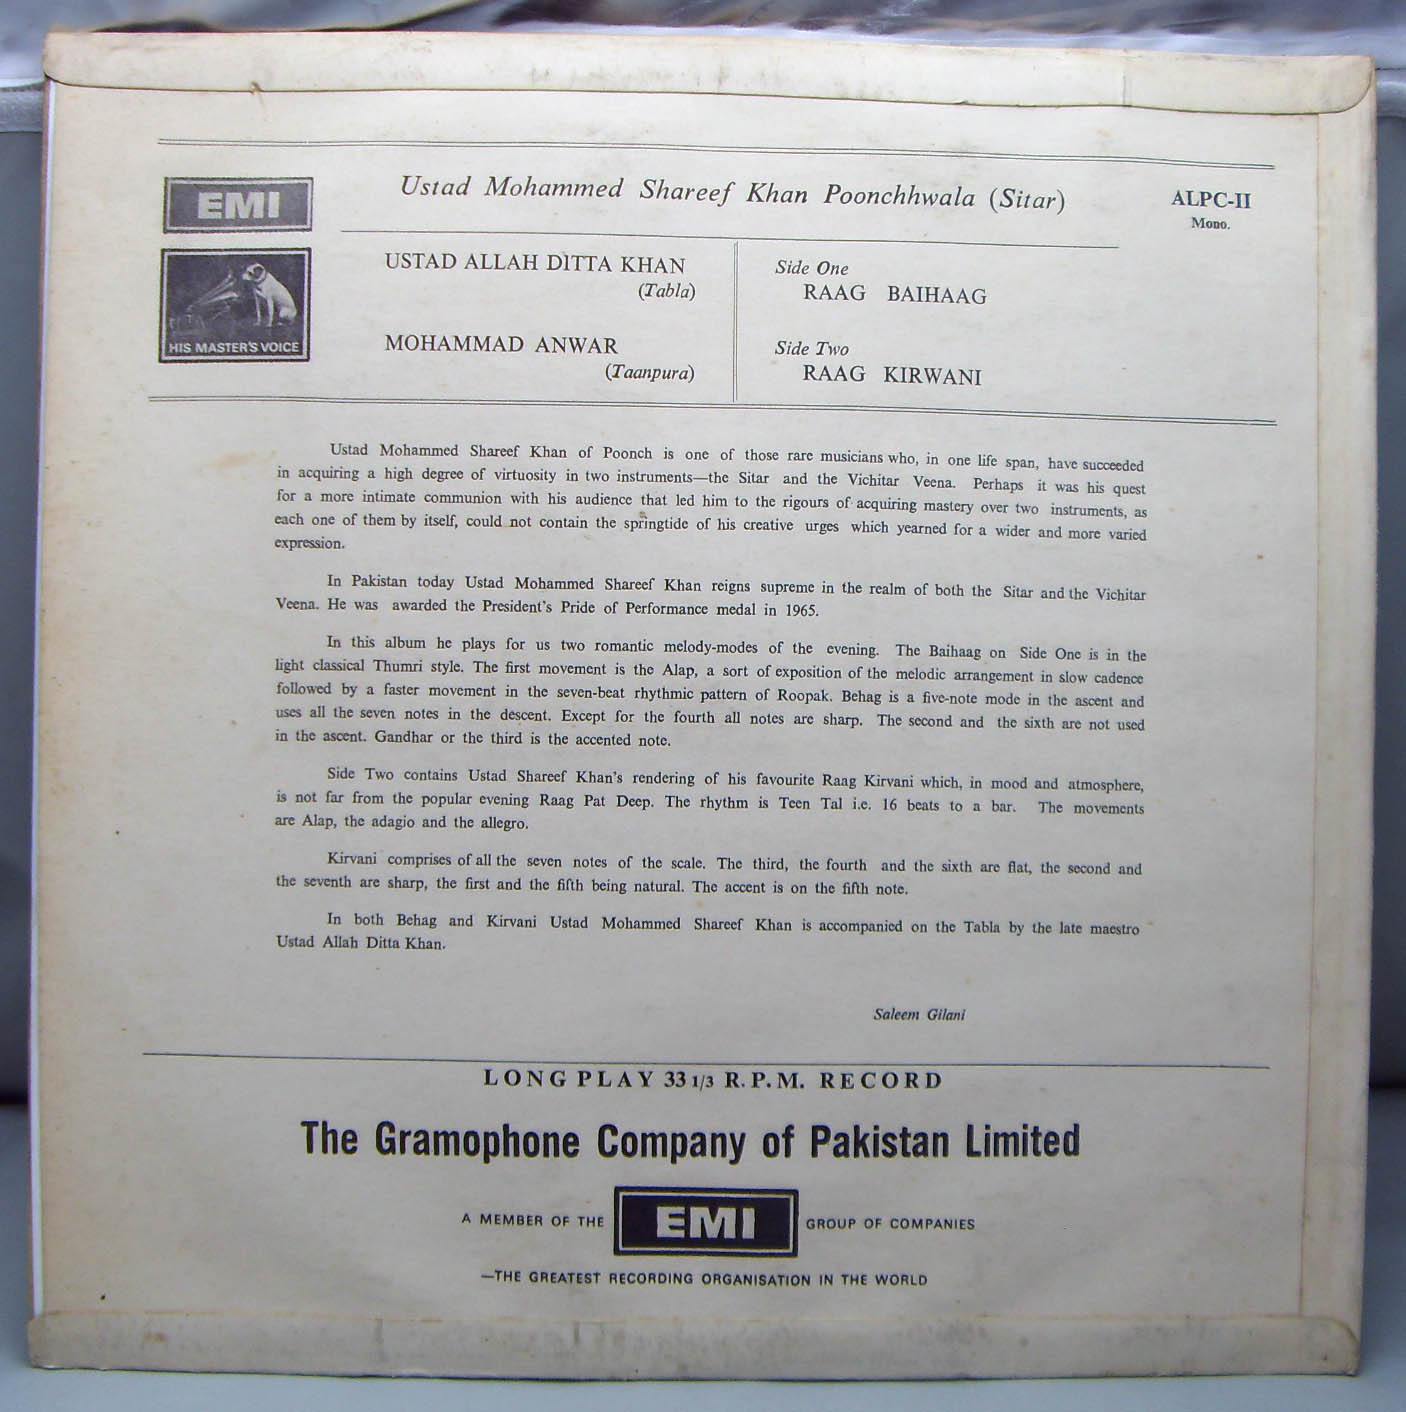 EMI
HIS MASTER'S VOICE
Ustad Mohammed Shareef Khan Poonchhwala (Sitar)
ALPC-II
Mono.
USTAD ALLAH DITTA KHAN
(Tabla)
MOHAMMAD ANWAR
(Taanpura)
Side One
RAAG BAIHAAG
Side Two
RAAG KIRWANI
Ustad Mohammed Shareef Khan of Poonch is one of those rare musicians who, in one life span, have succeeded
in acquiring a high degree of virtuosity in two instruments—the Sitar and the Vichitar Veena. Perhaps it was his quest
for a more intimate communion with his audience that led him to the rigours of acquiring mastery over two instruments, as
each one of them by itself, could not contain the springtide of his creative urges which yearned for a wider and more varied
expression.
In Pakistan today Ustad Mohammed Shareef Khan reigns supreme in the realm of both the Sitar and the Vichitar
Veena. He was awarded the President's Pride of Performance medal in 1965.
In this album he plays for us two romantic melody-modes of the evening. The Baihaag on Side One is in the
light classical Thumri style. The first movement is the Alap, a sort of exposition of the melodic arrangement in slow cadence
followed by a faster movement in the seven-beat rhythmic pattern of Roopak. Behag is a five-note mode in the ascent and
uses all the seven notes in the descent. Except for the fourth all notes are sharp. The second and the sixth are not used
in the ascent. Gandhar or the third is the accented note.
Side Two contains Ustad Shareef Khan's rendering of his favourite Raag Kirvani which, in mood and atmosphere,
is not far from the popular evening Raag Pat Deep. The rhythm is Teen Tal i.e. 16 beats to a bar. The movements
are Alap, the adagio and the allegro.
Kirvani comprises of all the seven notes of the scale. The third, the fourth and the sixth are flat, the second and
the seventh are sharp, the first and the fifth being natural. The accent is on the fifth note.
In both Behag and Kirvani Ustad Mohammed Shareef Khan is accompanied on the Tabla by the late maestro
Ustad Allah Ditta Khan.
Saleem Gilani
LONG PLAY 33 1/3 R.P.M. RECORD
The Gramophone Company of Pakistan Limited
A MEMBER OF THE EMI GROUP OF COMPANIES
—THE GREATEST RECORDING ORGANISATION IN THE WORLD